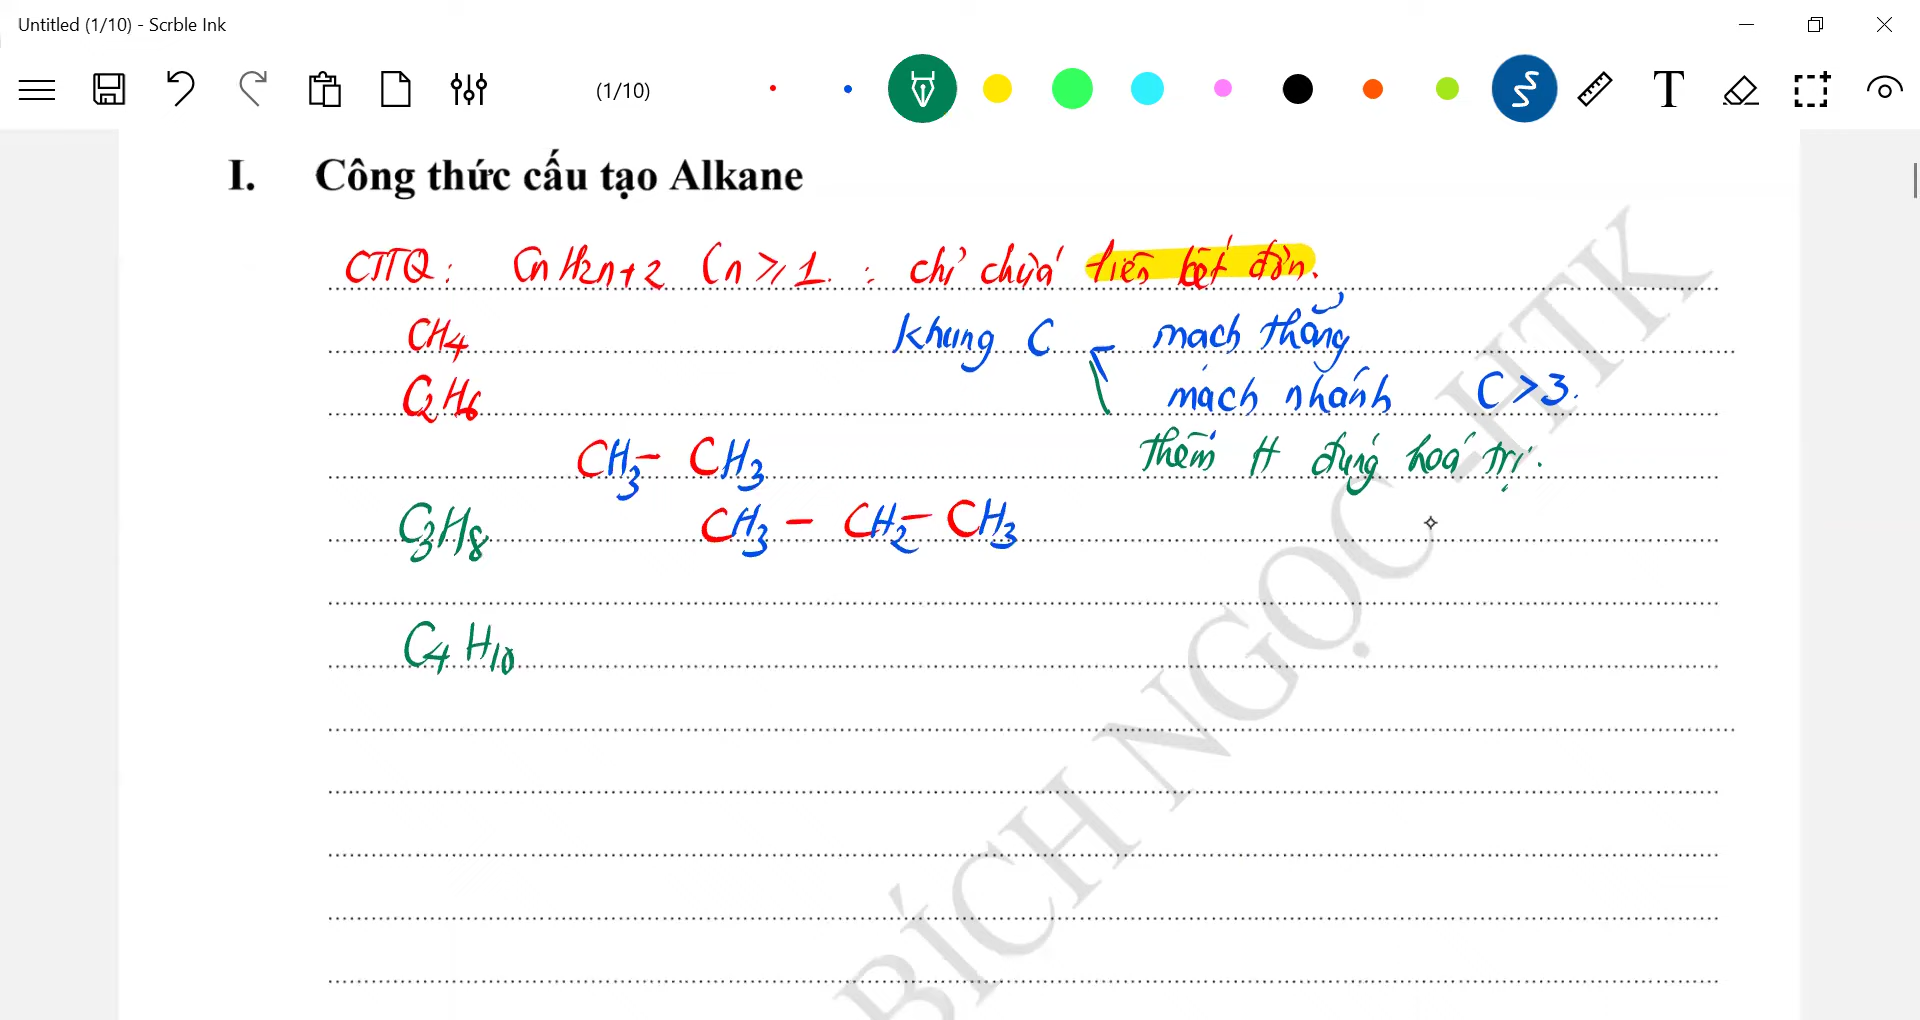 Untitled (1/10) - Scrble Ink
(1/10)
T
I. Công thức cấu tạo Alkane
CTTQ: CnH2n+2 (n ≥ 1. : chỉ chứa liên kết đơn.
CH4
khung C mạch thẳng
C2H6
mạch nhánh C > 3.
CH3 - CH3
thêm H đúng hoá trị.
C3H8 CH3 - CH2 - CH3
C4H10
BÍCH NGỌC -HTK